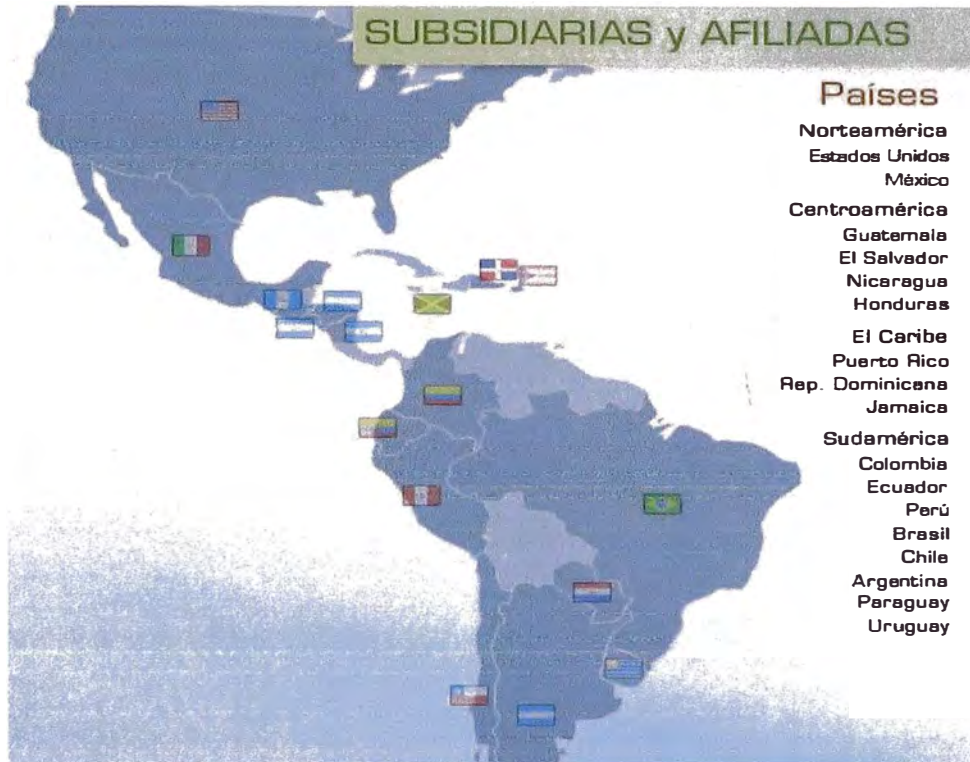 SUBSIDIARIAS y AFILIADAS
Países
Norteamérica
Estados Unidos
México
Centroamérica
Guatemala
El Salvador
Nicaragua
Honduras
El Caribe
Puerto Rico
Rep. Dominicana
Jamaica
Sudamérica
Colombia
Ecuador
Perú
Brasil
Chile
Argentina
Paraguay
Uruguay